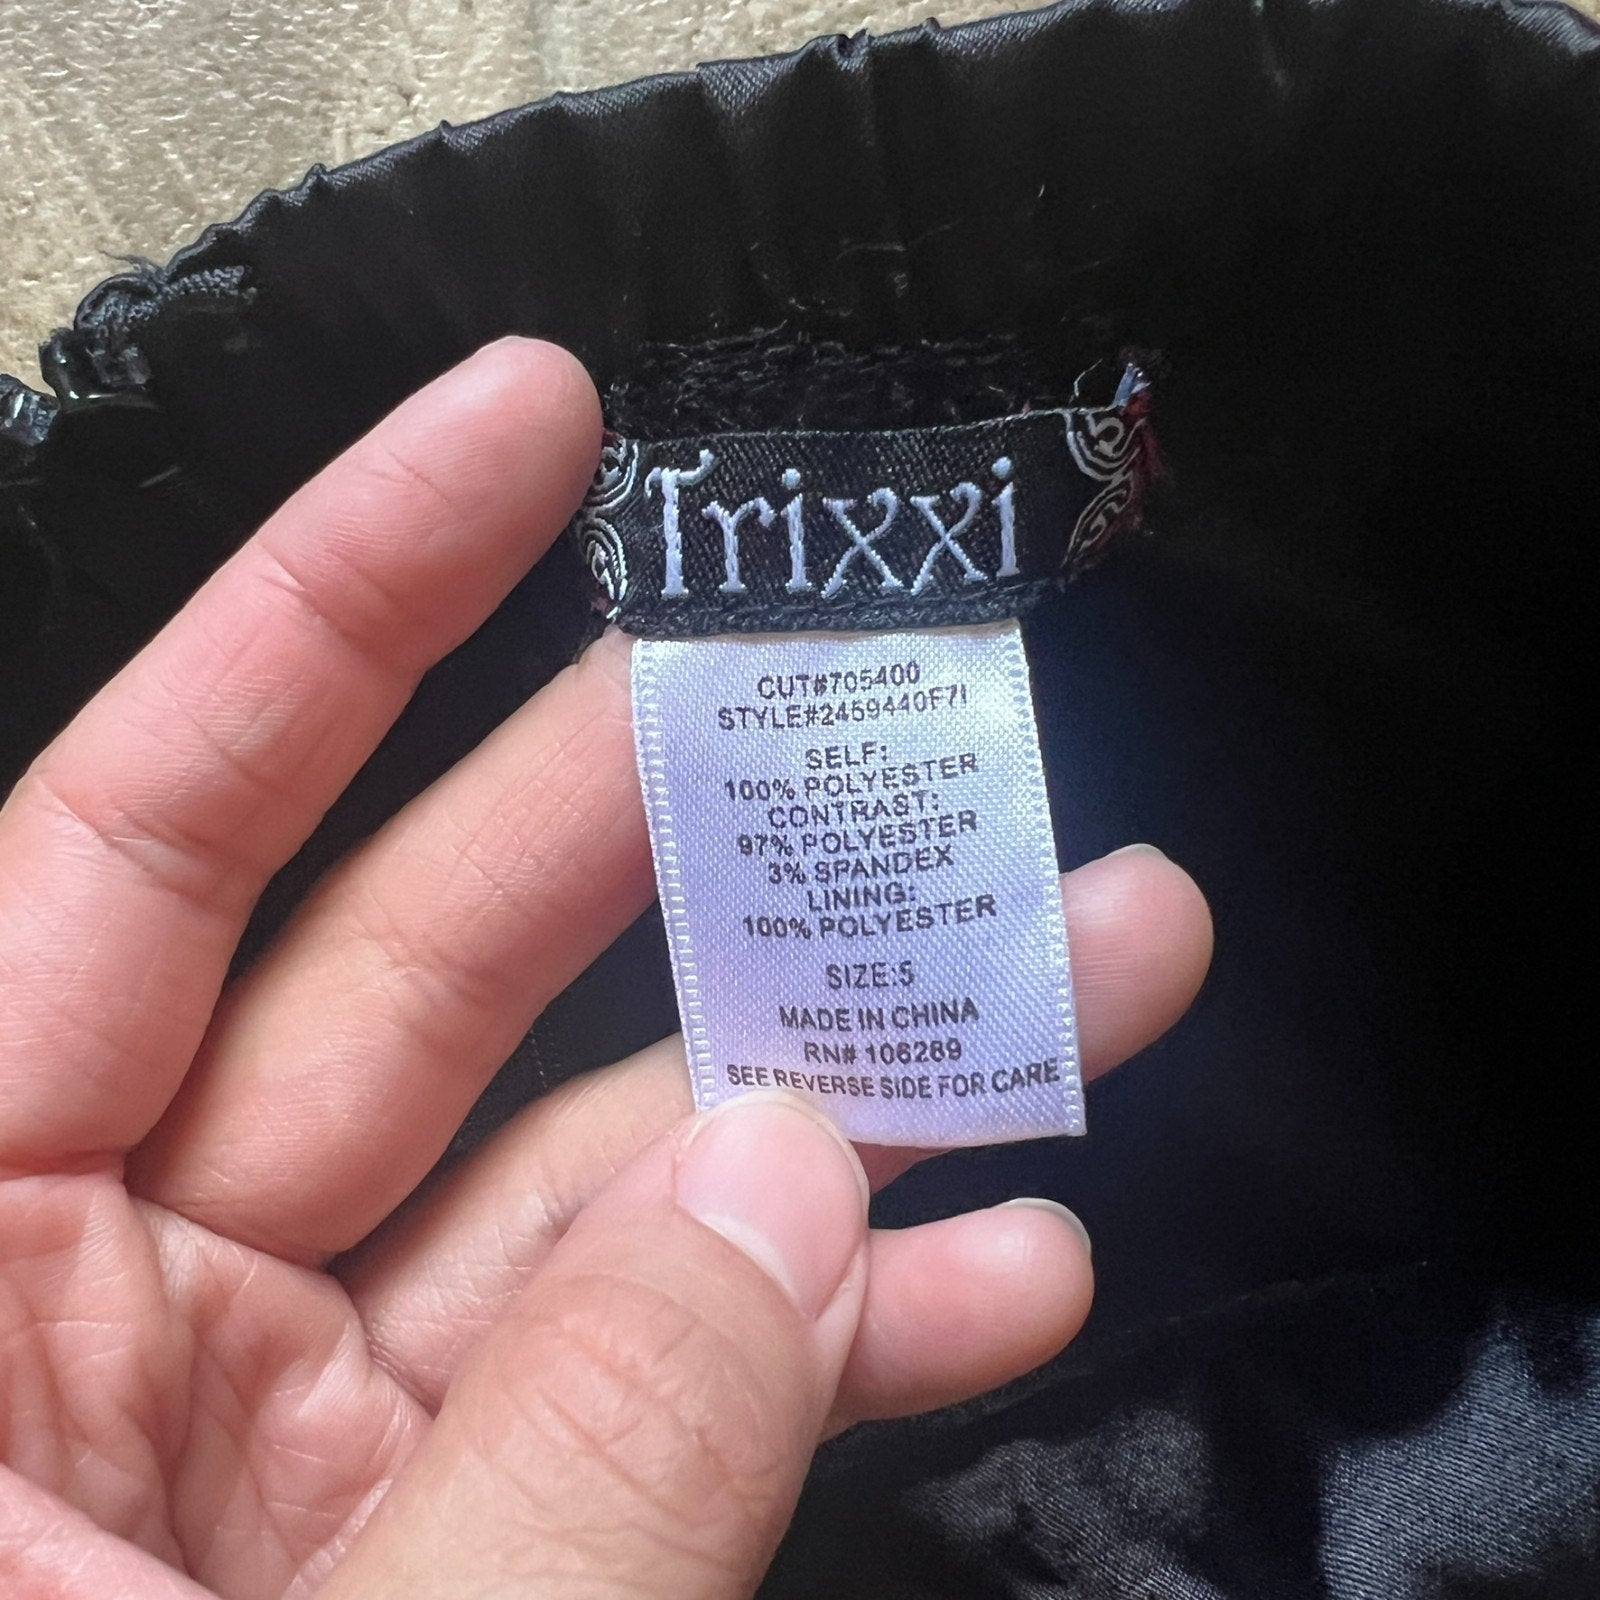 Trixxi
CUT#705400
STYLE#2459440F7I
SELF:
100% POLYESTER
CONTRAST:
97% POLYESTER
3% SPANDEX
LINING:
100% POLYESTER
SIZE:5
MADE IN CHINA
RN# 106289
SEE REVERSE SIDE FOR CARE